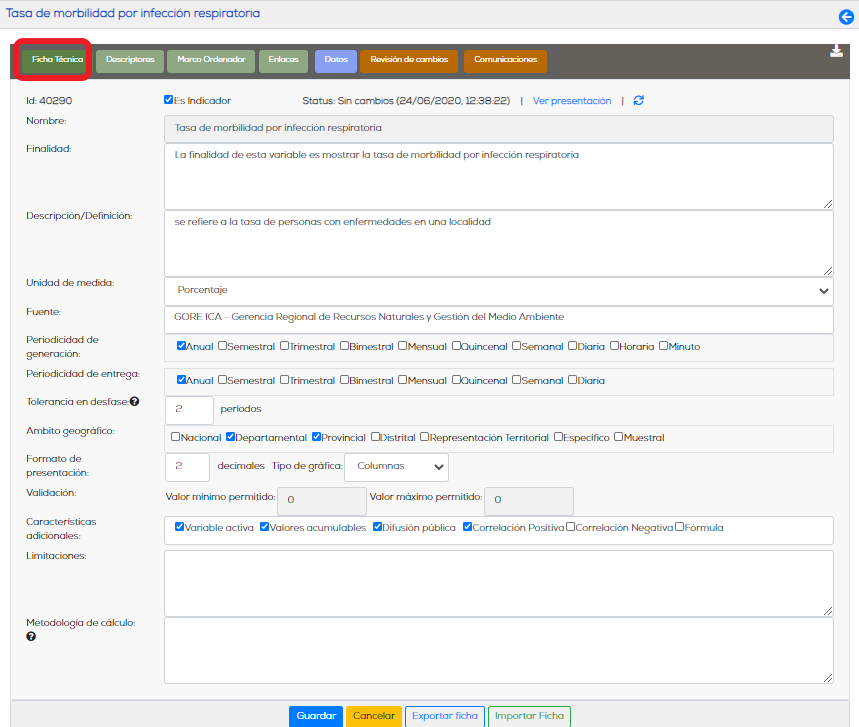 Tasa de morbilidad por infección respiratoria
Ficha Técnica Descriptores Marco Ordenador Enlaces Datos Revisión de cambios Comunicaciones
Id: 40290 Es Indicador Status: Sin cambios (24/06/2020, 12:38:22) | Ver presentación |
Nombre: Tasa de morbilidad por infección respiratoria
Finalidad: La finalidad de esta variable es mostrar la tasa de morbilidad por infección respiratoria
Descripción/Definición: se refiere a la tasa de personas con enfermedades en una localidad
Unidad de medida: Porcentaje
Fuente: GORE ICA - Gerencia Regional de Recursos Naturales y Gestión del Medio Ambiente
Periodicidad de
generación: Anual Semestral Trimestral Bimestral Mensual Quincenal Semanal Diaria Horaria Minuto
Periodicidad de entrega: Anual Semestral Trimestral Bimestral Mensual Quincenal Semanal Diaria
Tolerancia en desfase: 2 períodos
Ambito geográfico: Nacional Departamental Provincial Distrital Representación Territorial Específico Muestral
Formato de
presentación: 2 decimales Tipo de gráfica: Columnas
Validación: Valor mínimo permitido: 0 Valor máximo permitido: 0
Características
adicionales: Variable activa Valores acumulables Difusión pública Correlación Positiva Correlación Negativa Fórmula
Limitaciones:
Metodología de cálculo:
Guardar Cancelar Exportar ficha Importar Ficha